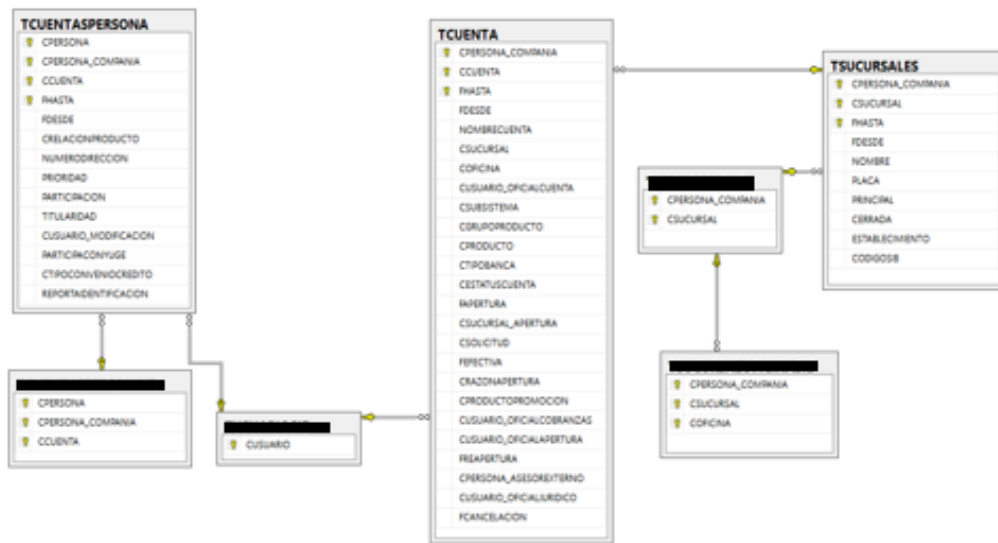 TCUENTASPERSONA
CPERSONA
CPERSONA_COMPANIA
CCUENTA
FHASTA
FDESDE
CRELACIONPRODUCTO
NUMERODIRECCION
PRIORIDAD
PARTICIPACION
TITULARIDAD
CUSUARIO_MODIFICACION
PARTICIPACONYUGE
CTIPOCONVENIOCREDITO
REPORTAIDENTIFICACION
CPERSONA
CPERSONA_COMPANIA
CCUENTA
CUSUARIO
TCUENTA
CPERSONA_COMPANIA
CCUENTA
FHASTA
FDESDE
NOMBRECUENTA
CSUCURSAL
COFICINA
CUSUARIO_OFICIALCUENTA
CSUBSISTEMA
CGRUPOPRODUCTO
CPRODUCTO
CTIPOBANCA
CESTATUSCUENTA
FAPERTURA
CSUCURSAL_APERTURA
CSOLICITUD
FEFECTIVA
CRAZONAPERTURA
CPRODUCTOPROMOCION
CUSUARIO_OFICIALCOBRANZAS
CUSUARIO_OFICIALAPERTURA
FREAPERTURA
CPERSONA_ASESOREXTERNO
CUSUARIO_OFICIALJURIDICO
FCANCELACION
TSUCURSALES
CPERSONA_COMPANIA
CSUCURSAL
FHASTA
FDESDE
NOMBRE
PLACA
PRINCIPAL
CERRADA
ESTABLECIMIENTO
CODIGOSIB
CPERSONA_COMPANIA
CSUCURSAL
CPERSONA_COMPANIA
CSUCURSAL
COFICINA